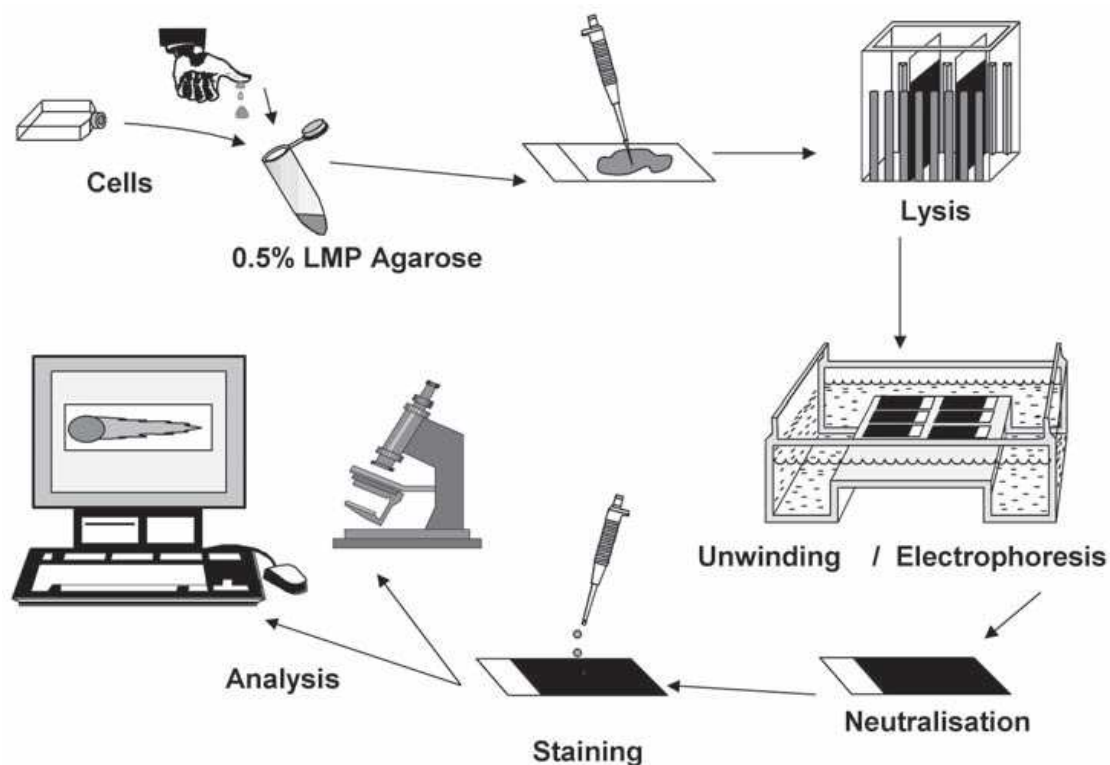 Cells
0.5% LMP Agarose
Lysis
Unwinding / Electrophoresis
Neutralisation
Staining
Analysis